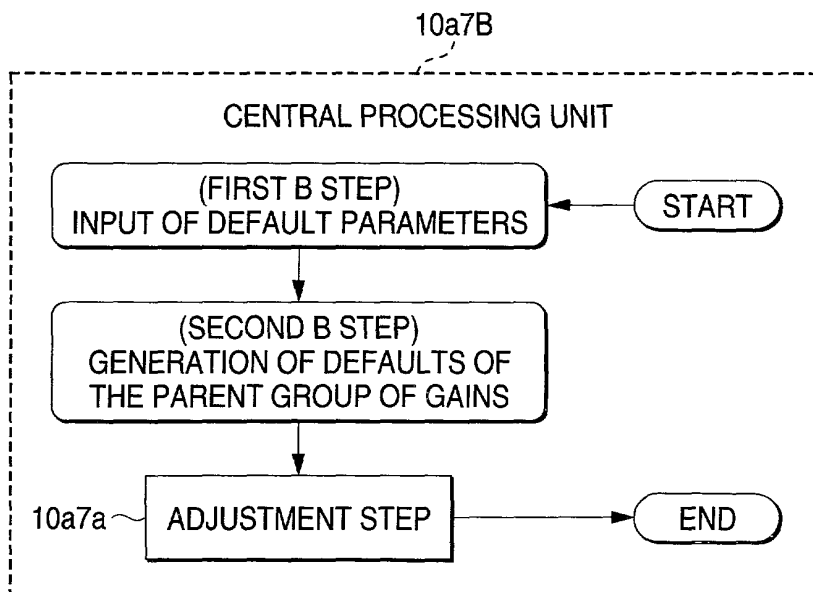 10a7B
CENTRAL PROCESSING UNIT
(FIRST B STEP)
INPUT OF DEFAULT PARAMETERS
START
(SECOND B STEP)
GENERATION OF DEFAULTS OF
THE PARENT GROUP OF GAINS
10a7a
ADJUSTMENT STEP
END